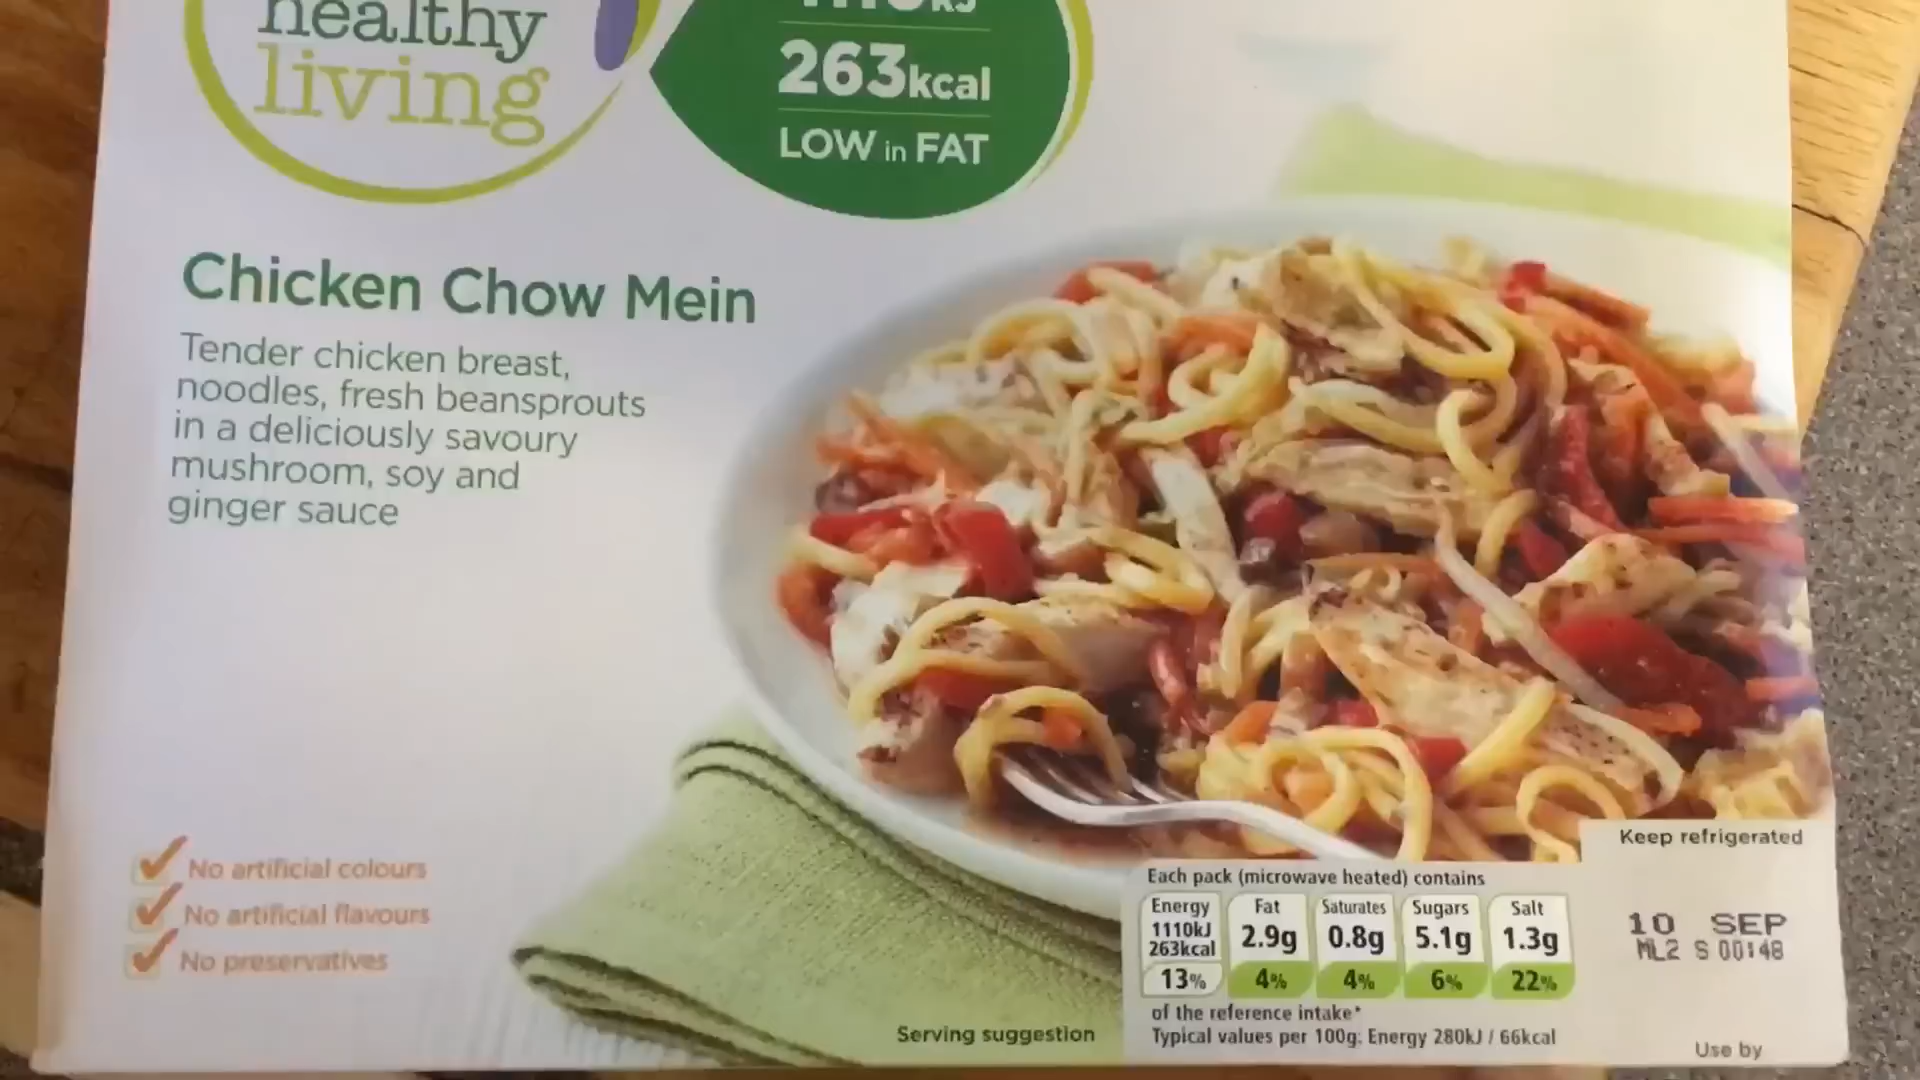 healthy
living
263kcal
LOW in FAT
Chicken Chow Mein
Tender chicken breast,
noodles, fresh beansprouts
in a deliciously savoury
mushroom, soy and
ginger sauce
No artificial colours
No artificial flavours
No preservatives
Serving suggestion
Each pack (microwave heated) contains
Energy
1110kJ
263kcal
13%
Fat
2.9g
4%
Saturates
0.8g
4%
Sugars
5.1g
6%
Salt
1.3g
22%
of the reference intake*
Typical values per 100g: Energy 280kJ / 66kcal
Keep refrigerated
10 SEP
ML2 S 00:48
Use by